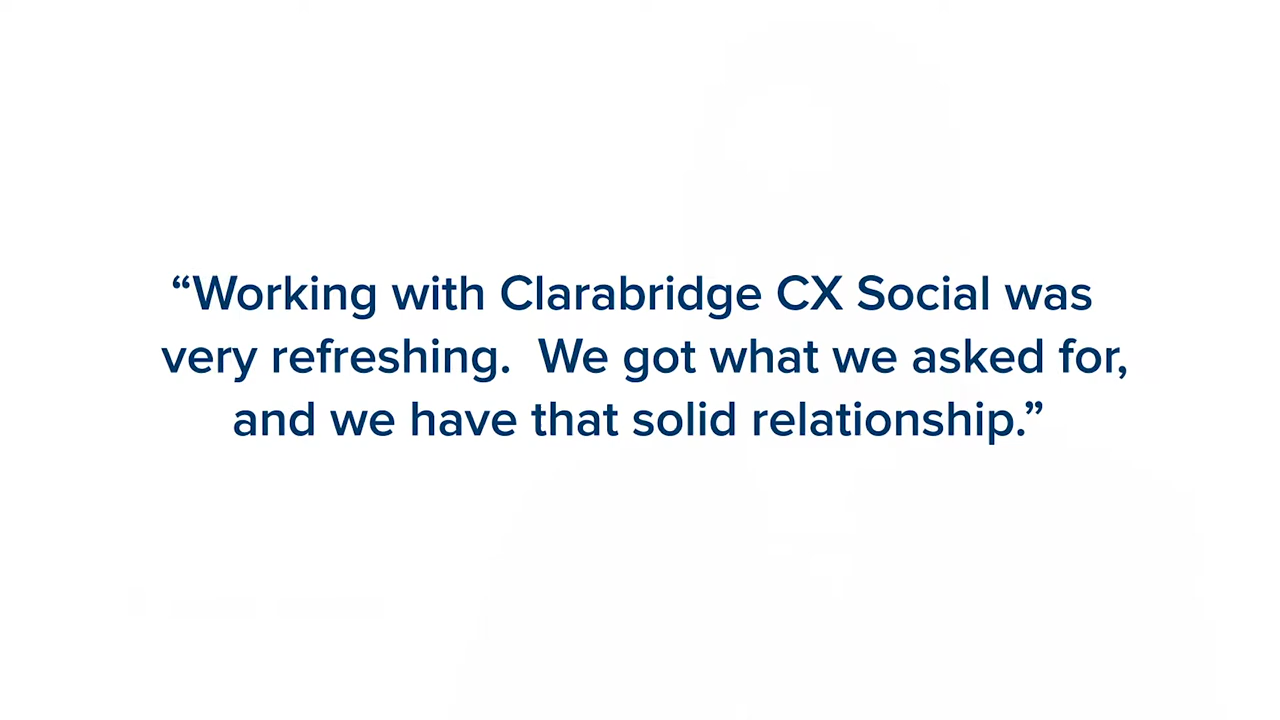 “Working with Clarabridge CX Social was
very refreshing.  We got what we asked for,
and we have that solid relationship.”